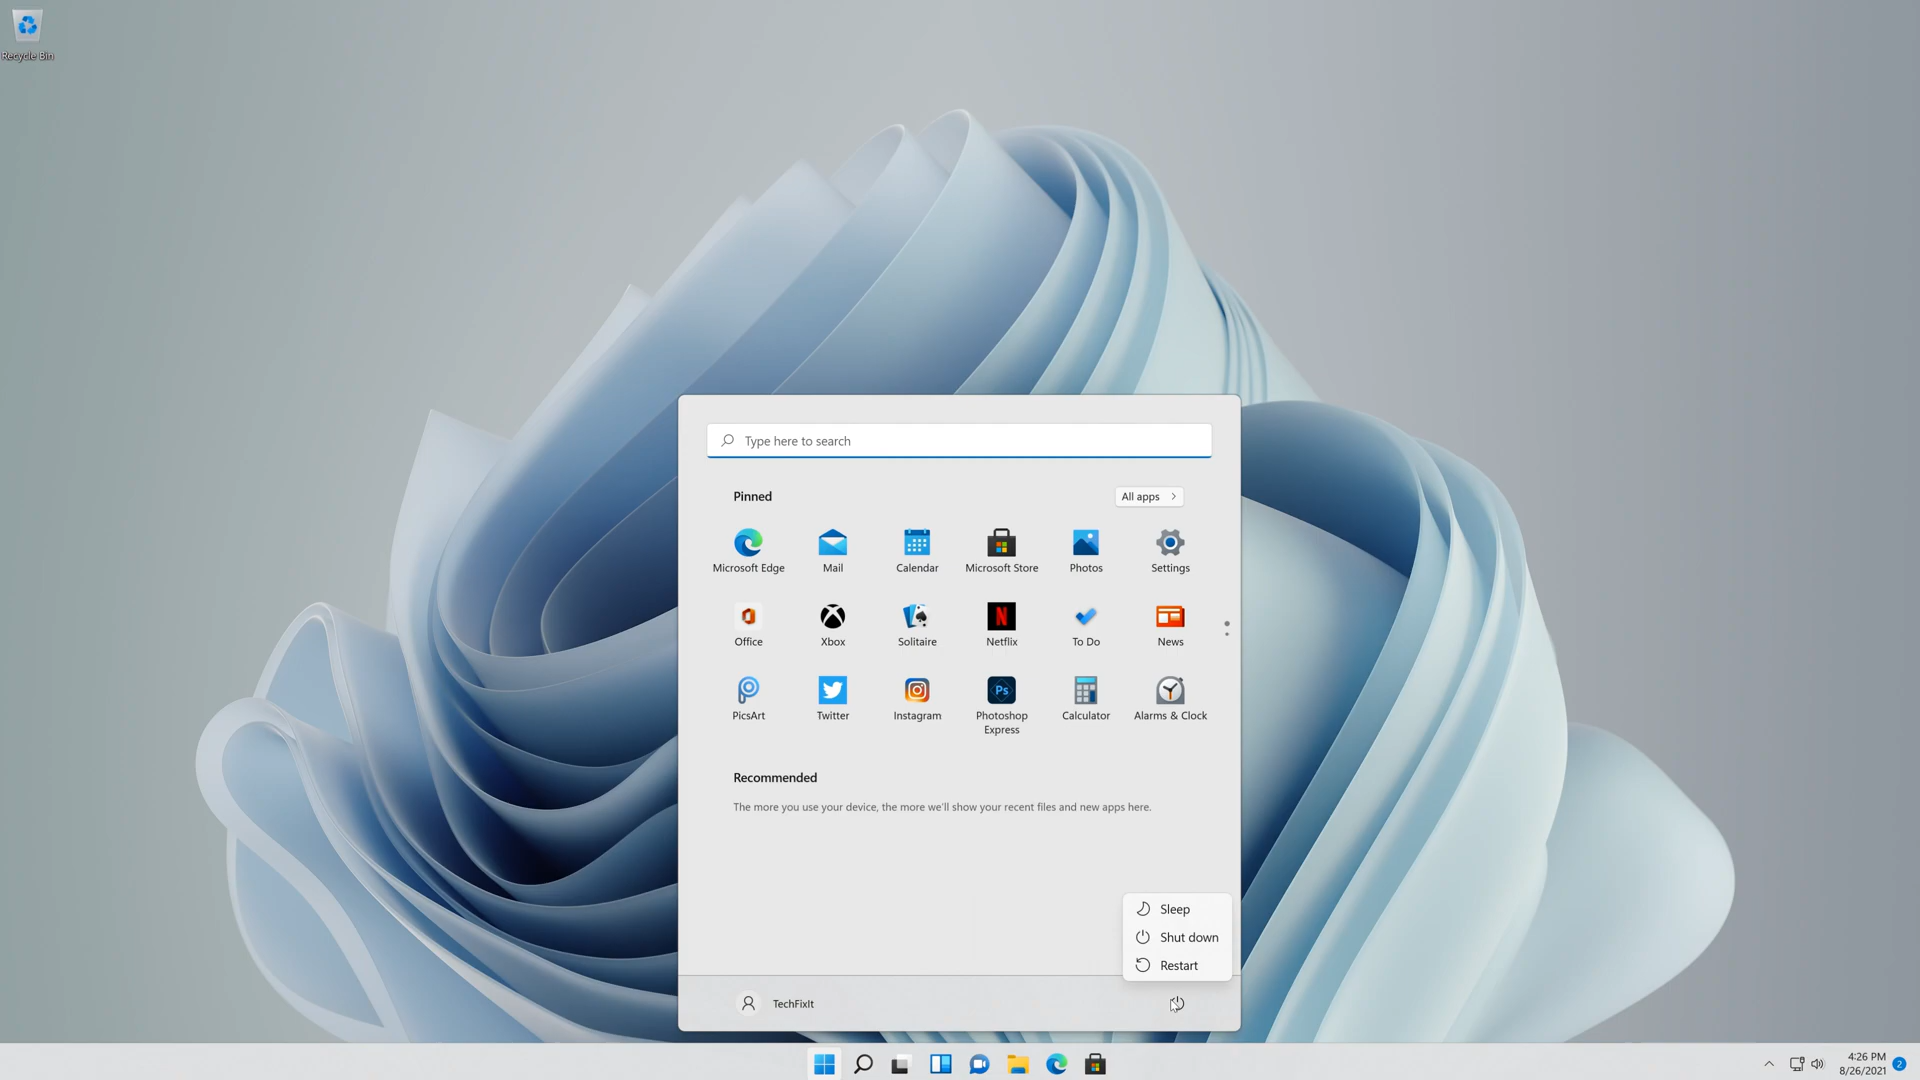 Recycle Bin
Type here to search
Pinned
All apps
Microsoft Edge
Mail
Calendar
Microsoft Store
Photos
Settings
Office
Xbox
Solitaire
Netflix
To Do
News
PicsArt
Twitter
Instagram
Photoshop
Express
Calculator
Alarms & Clock
Recommended
The more you use your device, the more we'll show your recent files and new apps here.
Sleep
Shut down
Restart
TechFixIt
4:26 PM
8/26/2021
2